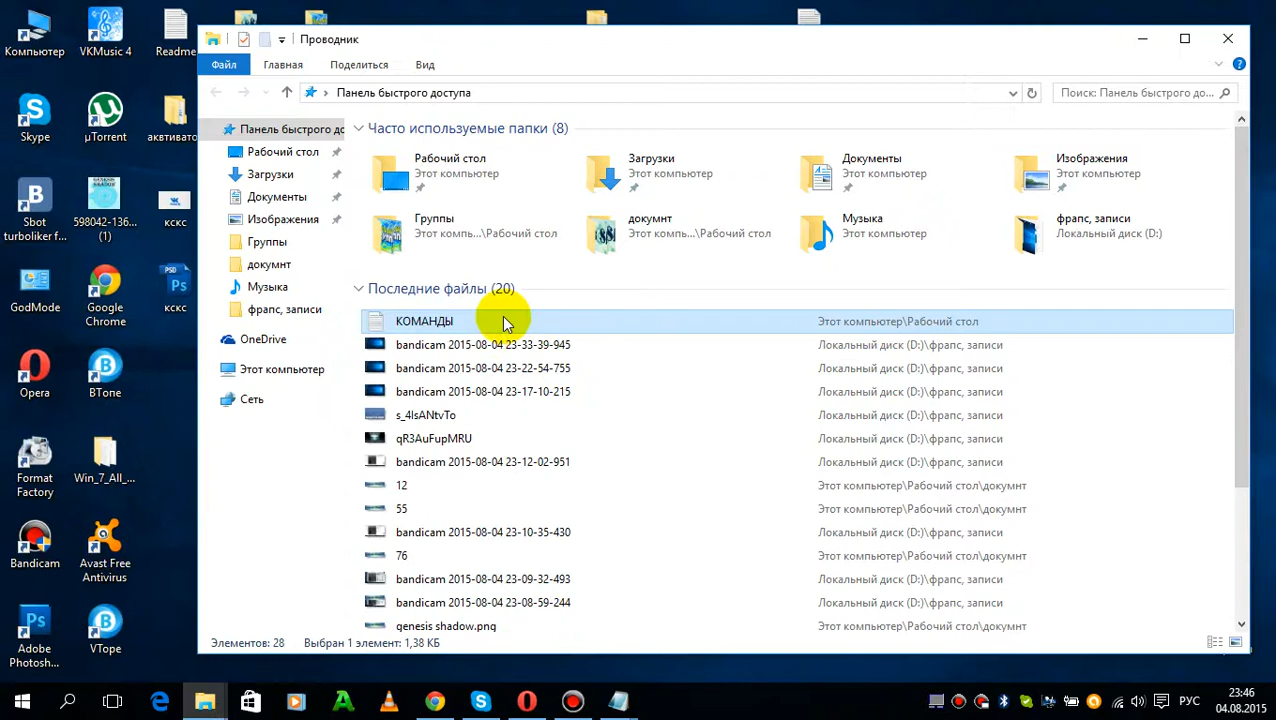 Компьютер
VKMusic 4
Readme
Проводник
Файл
Главная
Поделиться
Вид
Панель быстрого доступа
Поиск: Панель быстрого до...
Skype
µTorrent
аквтиватор
Sbot
turboliker f...
598042-136...
(1)
кскс
GodMode
Google
Chrome
кскс
Opera
BTone
Format
Factory
Win_7_All_...
Bandicam
Avast Free
Antivirus
Adobe
Photosh...
VTope
Панель быстрого до
Рабочий стол
Загрузки
Документы
Изображения
Группы
докумнт
Музыка
фрапс, записи
OneDrive
Этот компьютер
Сеть
Часто используемые папки (8)
Рабочий стол
Этот компьютер
Загрузки
Этот компьютер
Документы
Этот компьютер
Изображения
Этот компьютер
Группы
Этот компь...\Рабочий стол
докумнт
Этот компь...\Рабочий стол
Музыка
Этот компьютер
фрапс, записи
Локальный диск (D:)
Последние файлы (20)
КОМАНДЫ Этот компьютер\Рабочий стол
bandicam 2015-08-04 23-33-39-945 Локальный диск (D:)\фрапс, записи
bandicam 2015-08-04 23-22-54-755 Локальный диск (D:)\фрапс, записи
bandicam 2015-08-04 23-17-10-215 Локальный диск (D:)\фрапс, записи
s_4lsANtvTo Локальный диск (D:)\фрапс, записи
qR3AuFupMRU Локальный диск (D:)\фрапс, записи
bandicam 2015-08-04 23-12-02-951 Локальный диск (D:)\фрапс, записи
12 Этот компьютер\Рабочий стол\докумнт
55 Этот компьютер\Рабочий стол\докумнт
bandicam 2015-08-04 23-10-35-430 Локальный диск (D:)\фрапс, записи
76 Этот компьютер\Рабочий стол\докумнт
bandicam 2015-08-04 23-09-32-493 Локальный диск (D:)\фрапс, записи
bandicam 2015-08-04 23-08-59-244 Локальный диск (D:)\фрапс, записи
genesis shadow.png Этот компьютер\Рабочий стол\докумнт
Элементов: 28 Выбран 1 элемент: 1,38 КБ
РУС
23:46
04.08.2015